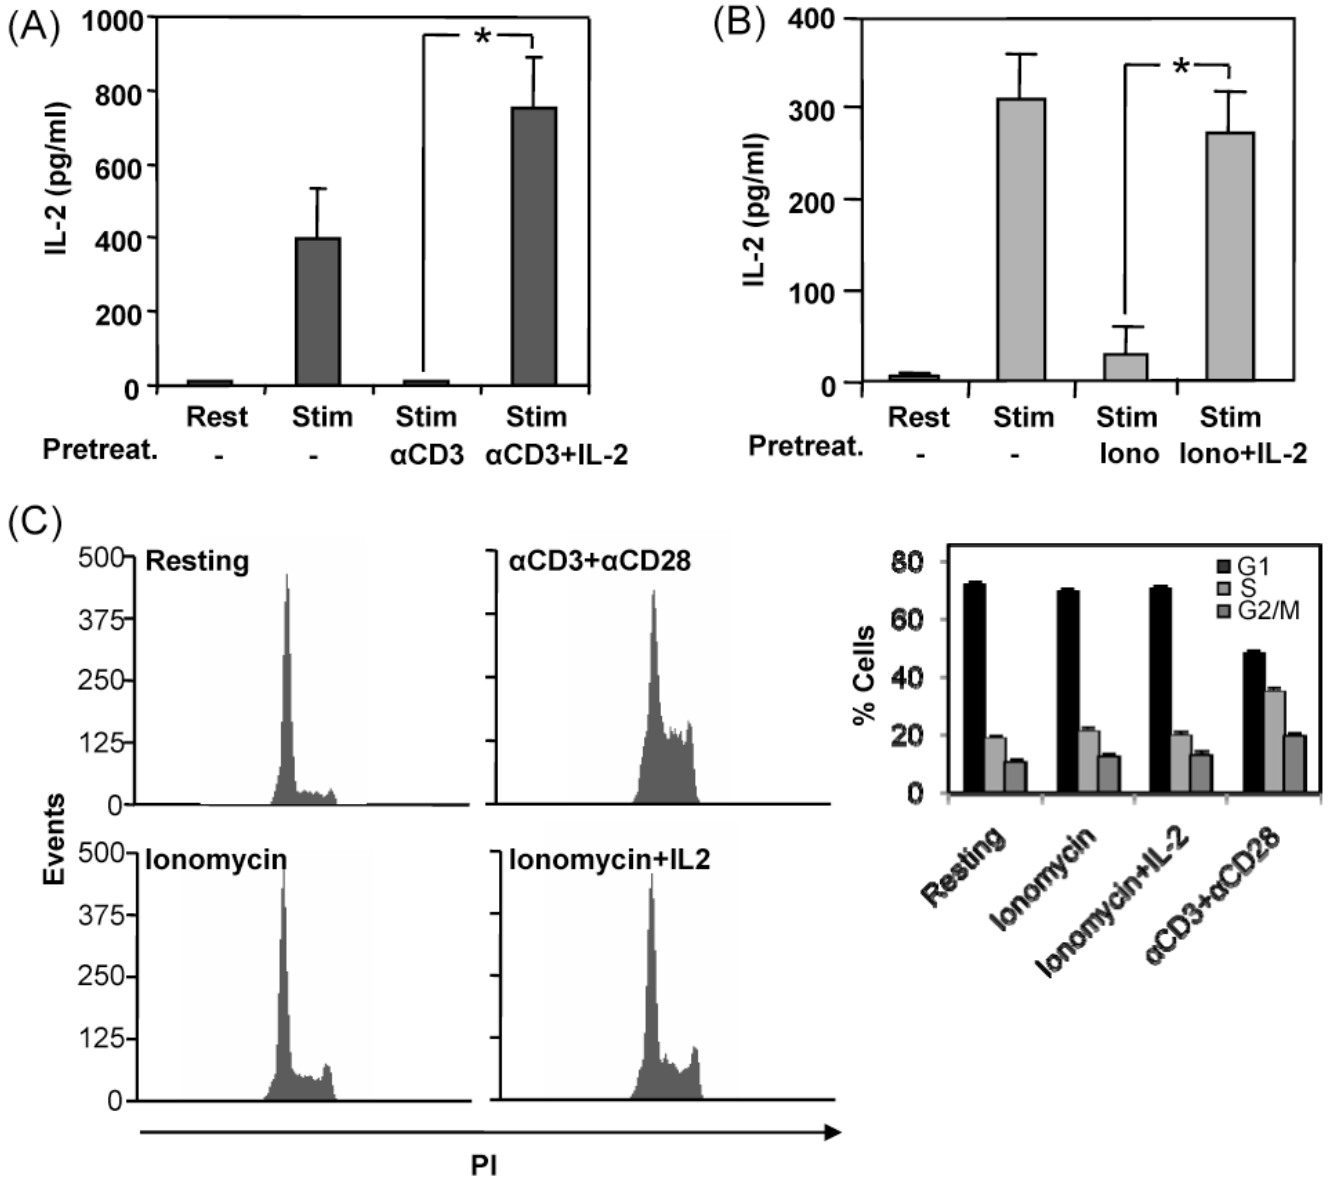 (A)
IL-2 (pg/ml)
1000
800
600
400
200
0
*
Rest Stim Stim Stim
Pretreat. - - αCD3 αCD3+IL-2
(B)
IL-2 (pg/ml)
400
300
200
100
0
*
Rest Stim Stim Stim
Pretreat. - - Iono Iono+IL-2
(C)
Events
500
375
250
125
0
Resting
αCD3+αCD28
500
375
250
125
0
Ionomycin
Ionomycin+IL2
PI
% Cells
80
60
40
20
0
G1
S
G2/M
Resting
Ionomycin
Ionomycin+IL-2
αCD3+αCD28